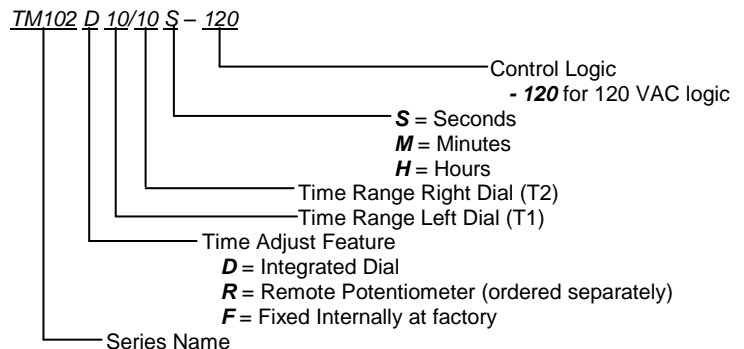 TM102 D 10/10 S – 120
Control Logic
- 120 for 120 VAC logic
S = Seconds
M = Minutes
H = Hours
Time Range Right Dial (T2)
Time Range Left Dial (T1)
Time Adjust Feature
D = Integrated Dial
R = Remote Potentiometer (ordered separately)
F = Fixed Internally at factory
Series Name